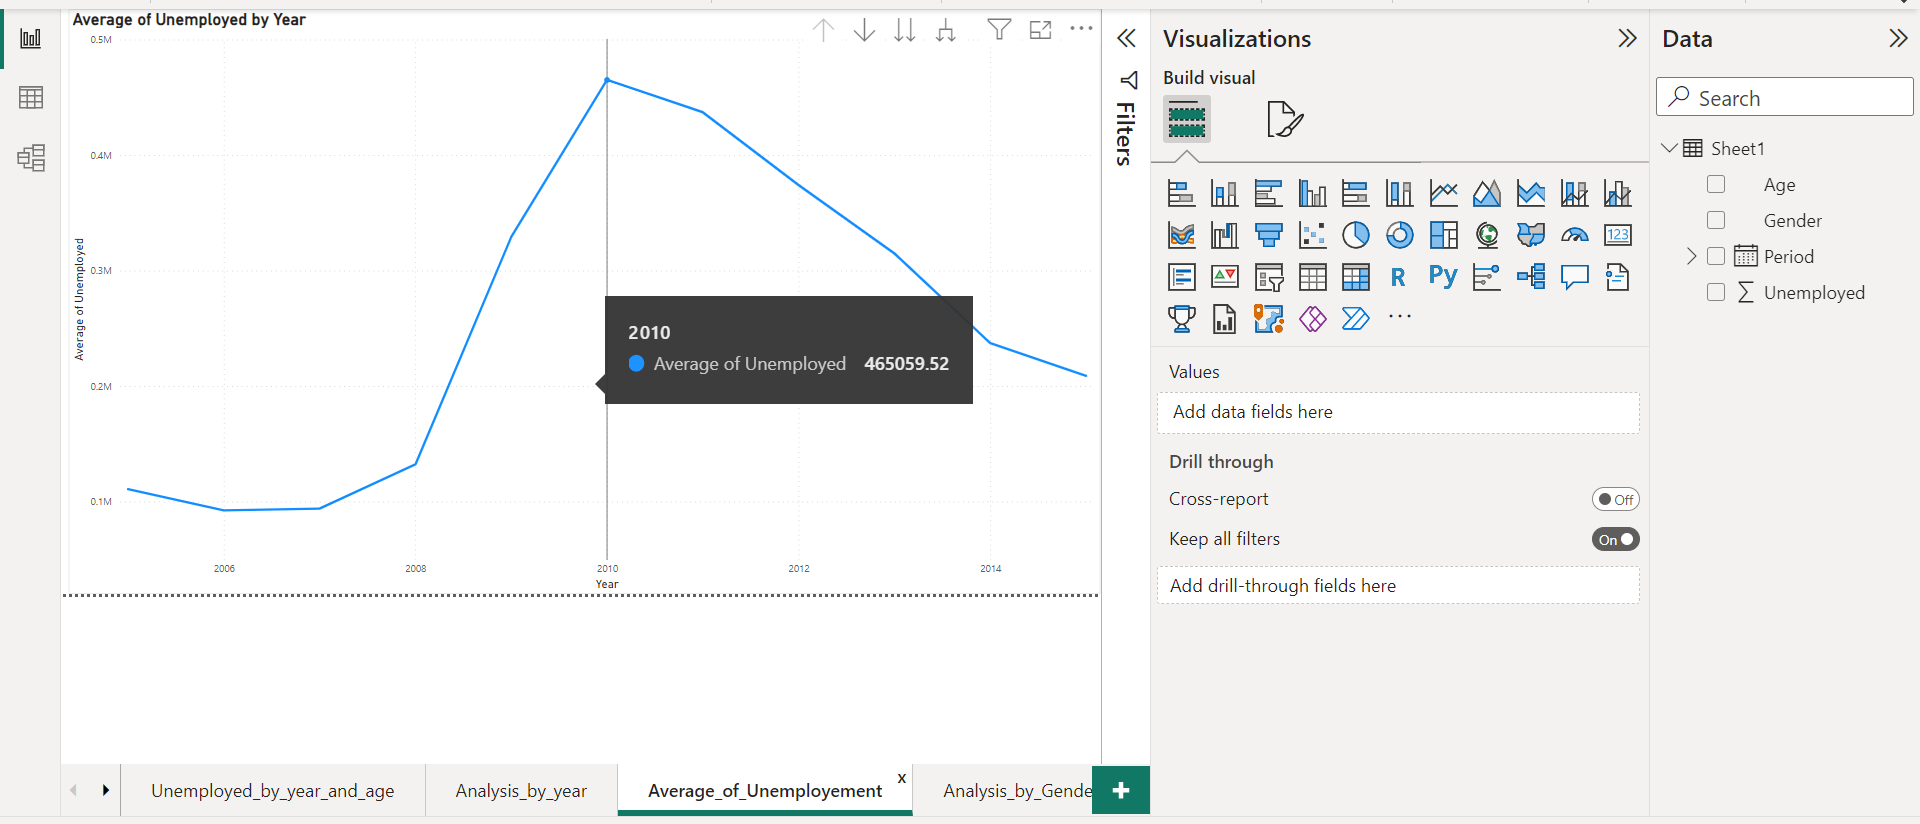 Average of Unemployed by Year
0.5M
0.4M
0.3M
0.2M
0.1M
Average of Unemployed
2010
Average of Unemployed 465059.52
2006
2008
2010
2012
2014
Year
Unemployed_by_year_and_age
Analysis_by_year
Average_of_Unemployement
x
Analysis_by_Gende
+
Filters
Visualizations
Build visual
123
R
Py
...
Values
Add data fields here
Drill through
Cross-report
Off
Keep all filters
On
Add drill-through fields here
Data
Search
Sheet1
Age
Gender
Period
Unemployed